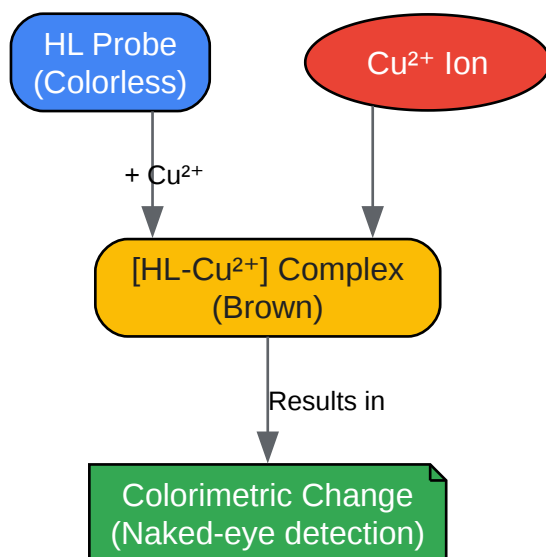 HL Probe
(Colorless)
Cu²⁺ Ion
+ Cu²⁺
[HL-Cu²⁺] Complex
(Brown)
Results in
Colorimetric Change
(Naked-eye detection)